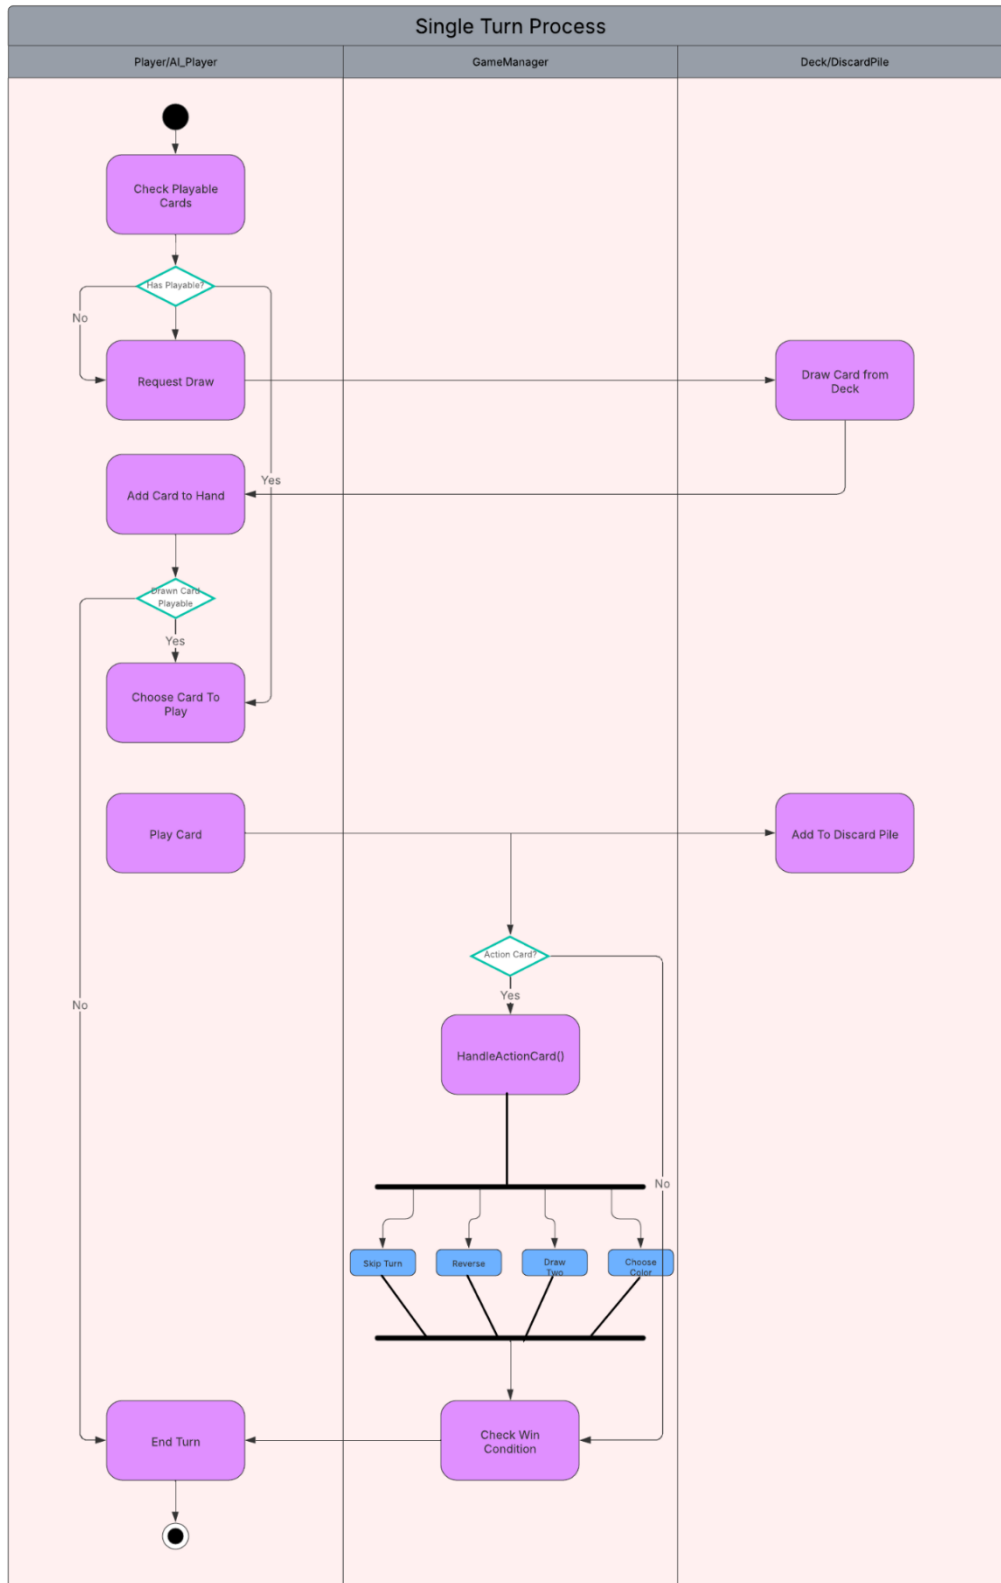 Single Turn Process
Player/AI_Player
GameManager
Deck/DiscardPile
Check Playable
Cards
Has Playable?
No
Request Draw
Draw Card from
Deck
Yes
Add Card to Hand
Drawn Card
Playable
Yes
Choose Card To
Play
Play Card
Add To Discard Pile
Action Card?
No
Yes
HandleActionCard()
No
Skip Turn
Reverse
Draw
Two
Choose
Color
End Turn
Check Win
Condition